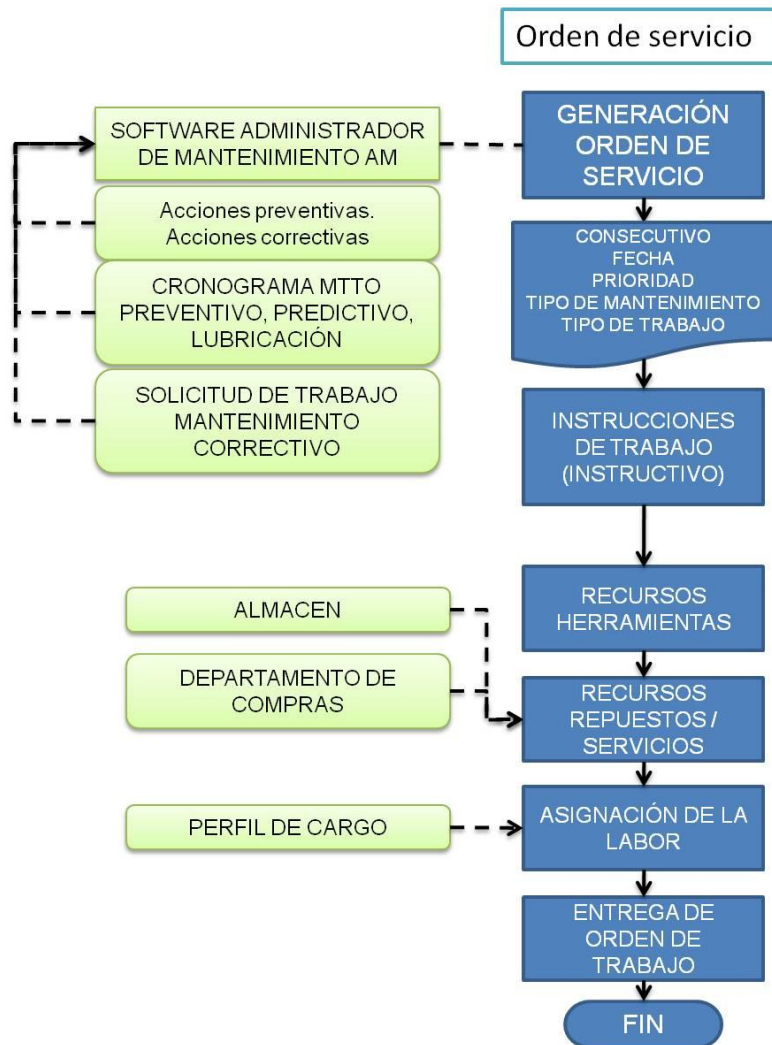 Orden de servicio
SOFTWARE ADMINISTRADOR
DE MANTENIMIENTO AM
GENERACIÓN
ORDEN DE
SERVICIO
Acciones preventivas.
Acciones correctivas
CONSECUTIVO
FECHA
PRIORIDAD
TIPO DE MANTENIMIENTO
TIPO DE TRABAJO
CRONOGRAMA MTTO
PREVENTIVO, PREDICTIVO,
LUBRICACIÓN
SOLICITUD DE TRABAJO
MANTENIMIENTO
CORRECTIVO
INSTRUCCIONES
DE TRABAJO
(INSTRUCTIVO)
RECURSOS
HERRAMIENTAS
ALMACEN
DEPARTAMENTO DE
COMPRAS
RECURSOS
REPUESTOS /
SERVICIOS
PERFIL DE CARGO
ASIGNACIÓN DE LA
LABOR
ENTREGA DE
ORDEN DE
TRABAJO
FIN